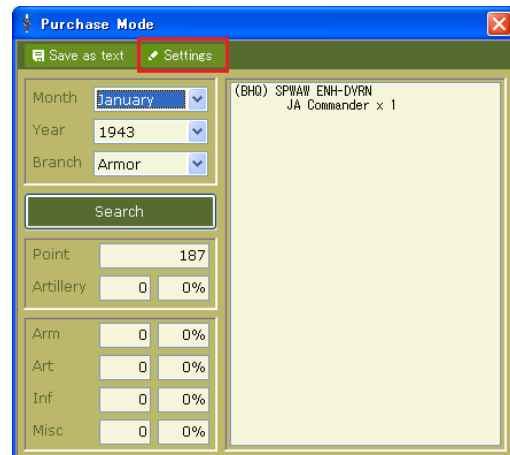 Purchase Mode
Save as text Settings
Month January
Year 1943
Branch Armor
Search
Point 187
Artillery 0 0%
Arm 0 0%
Art 0 0%
Inf 0 0%
Misc 0 0%
(BHQ) SPWAW ENH-DVRN
JA Commander x 1